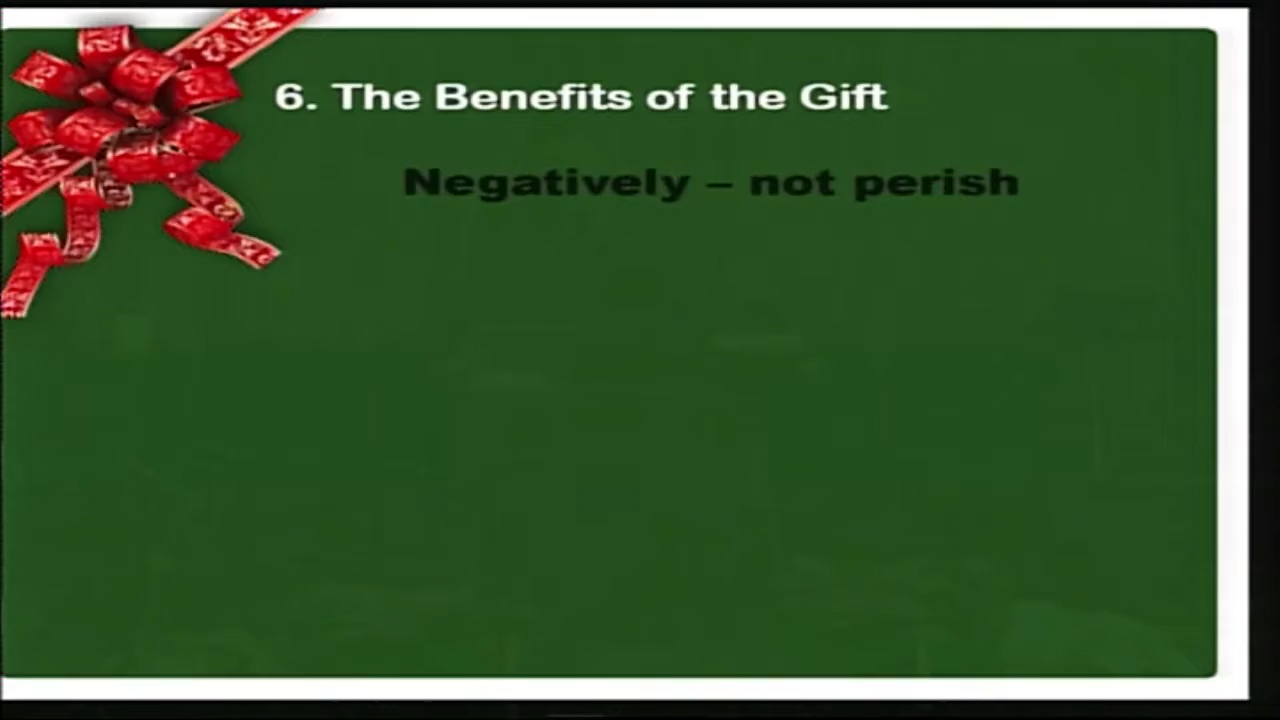 6. The Benefits of the Gift
Negatively – not perish